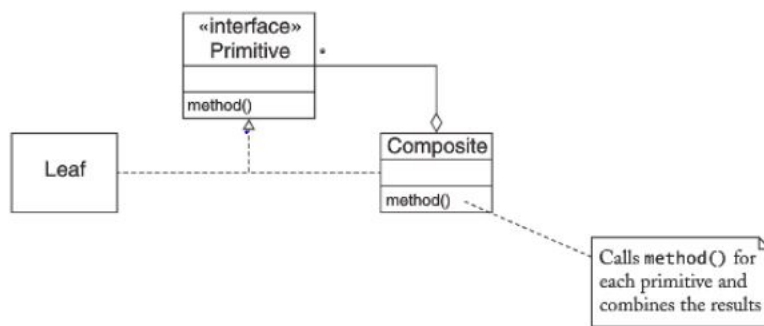 «interface»
Primitive
*
method()
Leaf
Composite
method()
Calls method() for
each primitive and
combines the results